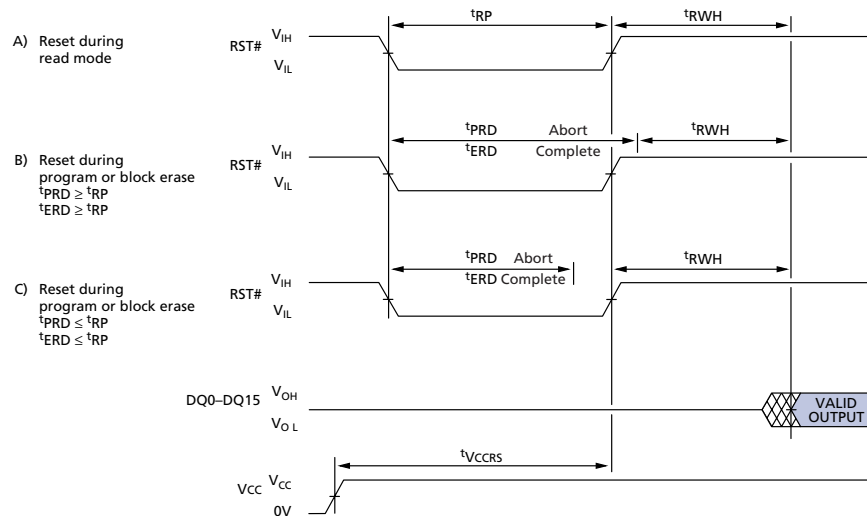 tRP
tRWH
A) Reset during
read mode
RST#
VIH
VIL
tPRD Abort
tERD Complete
tRWH
B) Reset during
program or block erase
tPRD ≥ tRP
tERD ≥ tRP
RST#
VIH
VIL
tPRD Abort
tERD Complete
tRWH
C) Reset during
program or block erase
tPRD ≤ tRP
tERD ≤ tRP
RST#
VIH
VIL
DQ0–DQ15
VOH
VO L
VALID
OUTPUT
tVCCRS
Vcc
VCC
0V